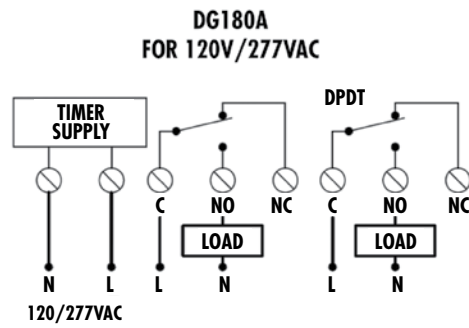 DG180A
FOR 120V/277VAC
DPDT
TIMER
SUPPLY
C NO NC C NO NC
LOAD LOAD
N L L N L N
120/277VAC